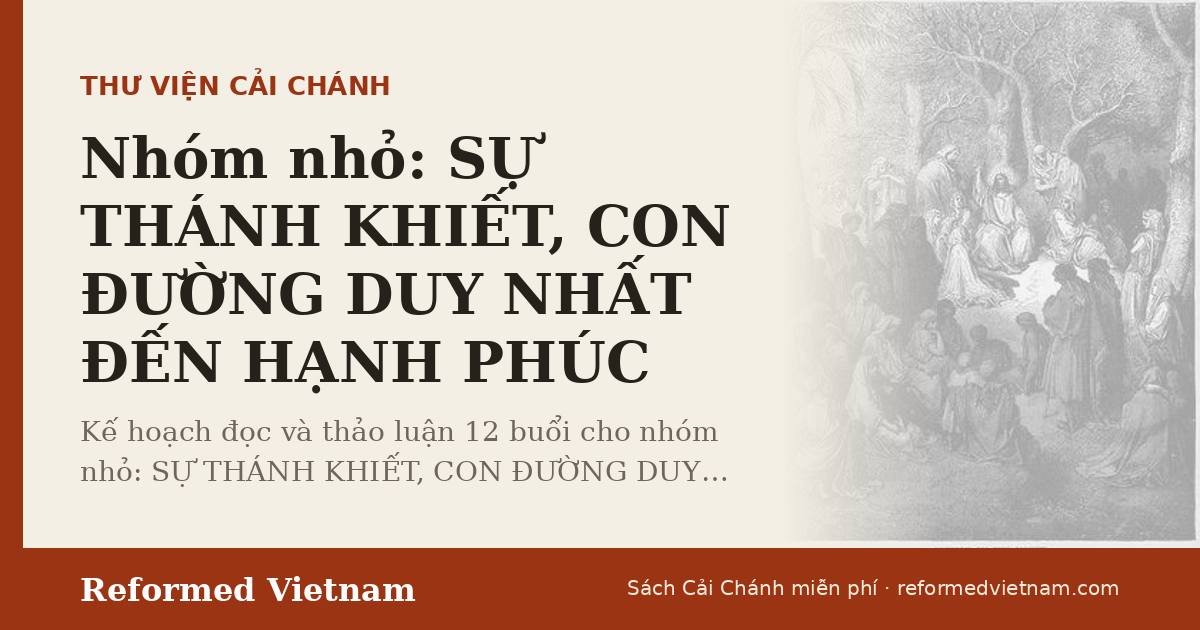 THƯ VIỆN CẢI CHÁNH
Nhóm nhỏ: SỰ
THÁNH KHIẾT, CON
ĐƯỜNG DUY NHẤT
ĐẾN HẠNH PHÚC
Kế hoạch đọc và thảo luận 12 buổi cho nhóm
nhỏ: SỰ THÁNH KHIẾT, CON ĐƯỜNG DUY…
Reformed Vietnam
Sách Cải Chánh miễn phí · reformedvietnam.com